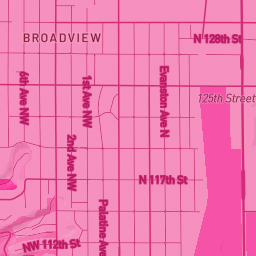 BROADVIEW
N 128th St
6th Ave NW
1st Ave NW
Evanston Ave N
125th Street
2nd Ave NW
N 117th St
Palatine Ave
NW 112th St